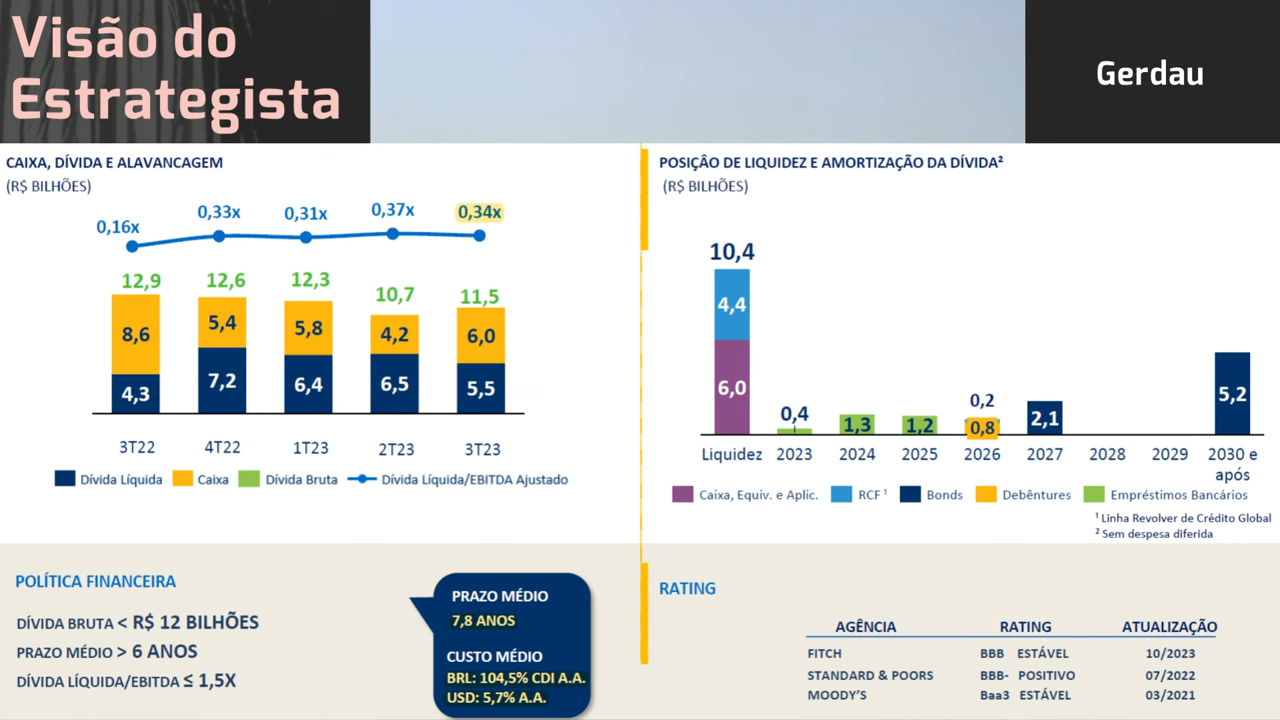 Visão do
Estrategista
Gerdau
CAIXA, DÍVIDA E ALAVANCAGEM
(R$ BILHÕES)
0,16x
0,33x
0,31x
0,37x
0,34x
12,9
12,6
12,3
10,7
11,5
8,6
5,4
5,8
4,2
6,0
4,3
7,2
6,4
6,5
5,5
3T22
4T22
1T23
2T23
3T23
Dívida Líquida
Caixa
Dívida Bruta
Dívida Líquida/EBITDA Ajustado
POSIÇÂO DE LIQUIDEZ E AMORTIZAÇÃO DA DÍVIDA²
(R$ BILHÕES)
10,4
4,4
6,0
0,4
1,3
1,2
0,2
0,8
2,1
5,2
Liquidez
2023
2024
2025
2026
2027
2028
2029
2030 e
após
Caixa, Equiv. e Aplic.
RCF ¹
Bonds
Debêntures
Empréstimos Bancários
¹ Linha Revolver de Crédito Global
² Sem despesa diferida
POLÍTICA FINANCEIRA
DÍVIDA BRUTA < R$ 12 BILHÕES
PRAZO MÉDIO > 6 ANOS
DÍVIDA LÍQUIDA/EBITDA ≤ 1,5X
PRAZO MÉDIO
7,8 ANOS
CUSTO MÉDIO
BRL: 104,5% CDI A.A.
USD: 5,7% A.A.
RATING
AGÊNCIA RATING ATUALIZAÇÃO
FITCH BBB ESTÁVEL 10/2023
STANDARD & POORS BBB- POSITIVO 07/2022
MOODY'S Baa3 ESTÁVEL 03/2021